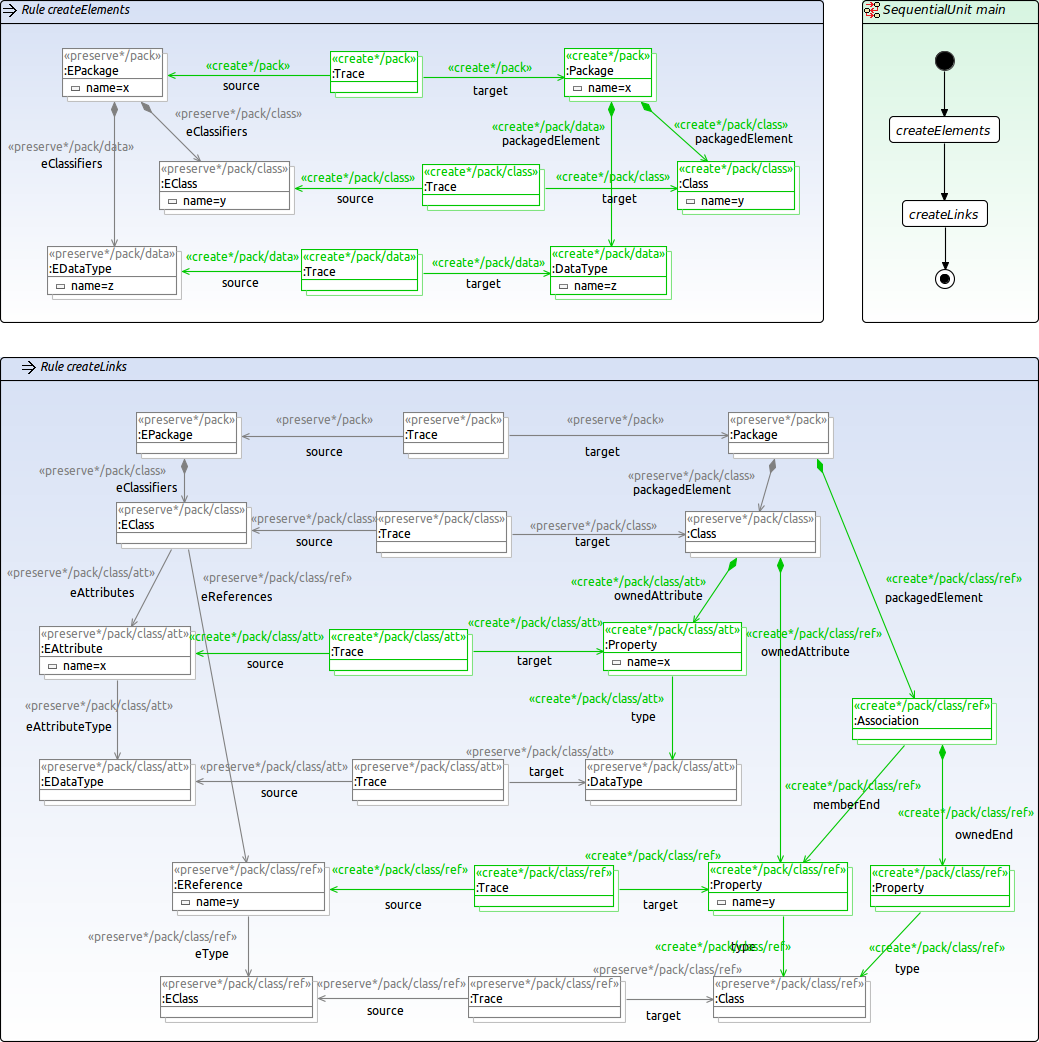 Rule createElements
SequentialUnit main
«preserve*/pack»
:EPackage
name=x
«create*/pack»
source
«create*/pack»
:Trace
«create*/pack»
target
«create*/pack»
:Package
name=x
«preserve*/pack/class»
eClassifiers
«preserve*/pack/data»
eClassifiers
«create*/pack/data»
packagedElement
«create*/pack/class»
packagedElement
createElements
«preserve*/pack/class»
:EClass
name=y
«create*/pack/class»
source
«create*/pack/class»
:Trace
«create*/pack/class»
target
«create*/pack/class»
:Class
name=y
createLinks
«preserve*/pack/data»
:EDataType
name=z
«create*/pack/data»
source
«create*/pack/data»
:Trace
«create*/pack/data»
target
«create*/pack/data»
:DataType
name=z
Rule createLinks
«preserve*/pack»
:EPackage
«preserve*/pack»
source
«preserve*/pack»
:Trace
«preserve*/pack»
target
«preserve*/pack»
:Package
«preserve*/pack/class»
eClassifiers
«preserve*/pack/class»
packagedElement
«preserve*/pack/class»
:EClass
«preserve*/pack/class»
source
«preserve*/pack/class»
:Trace
«preserve*/pack/class»
target
«preserve*/pack/class»
:Class
«preserve*/pack/class/att»
eAttributes
«preserve*/pack/class/ref»
eReferences
«create*/pack/class/att»
ownedAttribute
«create*/pack/class/ref»
packagedElement
«preserve*/pack/class/att»
:EAttribute
name=x
«create*/pack/class/att»
source
«create*/pack/class/att»
:Trace
«create*/pack/class/att»
target
«create*/pack/class/att»
:Property
name=x
«create*/pack/class/ref»
ownedAttribute
«preserve*/pack/class/att»
eAttributeType
«create*/pack/class/att»
type
«create*/pack/class/ref»
:Association
«preserve*/pack/class/att»
:EDataType
«preserve*/pack/class/att»
source
«preserve*/pack/class/att»
:Trace
«preserve*/pack/class/att»
target
«preserve*/pack/class/att»
:DataType
«create*/pack/class/ref»
memberEnd
«create*/pack/class/ref»
ownedEnd
«preserve*/pack/class/ref»
:EReference
name=y
«create*/pack/class/ref»
source
«create*/pack/class/ref»
:Trace
«create*/pack/class/ref»
target
«create*/pack/class/ref»
:Property
name=y
«create*/pack/class/ref»
:Property
«preserve*/pack/class/ref»
eType
«create*/pack/class/ref»
type
«create*/pack/class/ref»
type
«preserve*/pack/class/ref»
:EClass
«preserve*/pack/class/ref»
source
«preserve*/pack/class/ref»
:Trace
«preserve*/pack/class/ref»
target
«preserve*/pack/class/ref»
:Class